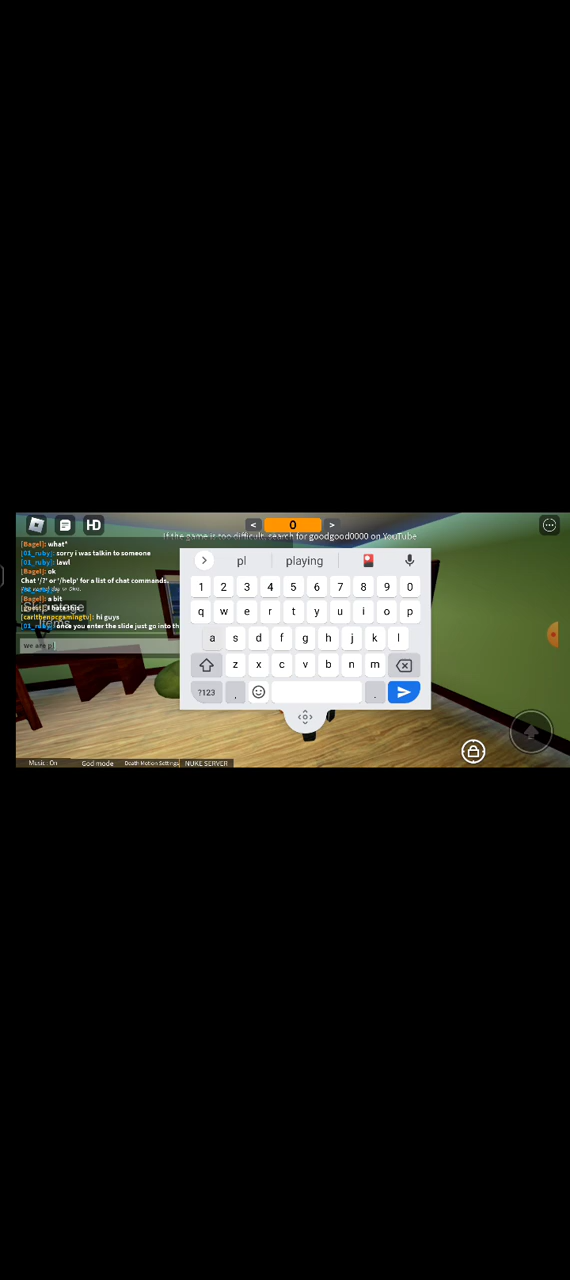 HD
<
0
>
If the game is too difficult, search for goodgood0000 on YouTube
[Bagel]: what*
[01_ruby]: sorry i was talkin to someone
[01_ruby]: lawl
[Bagel]: ok
Chat '/?' or '/help' for a list of chat commands.
[Bagel]: a bit
[carlthenpcgamingtv]: hi guys
[01_ruby]: once you enter the slide just go into th
we are pl
pl
playing
1 2 3 4 5 6 7 8 9 0
q w e r t y u i o p
a s d f g h j k l
z x c v b n m
?123 , .
Music : On
God mode
Death Motion Settings
NUKE SERVER